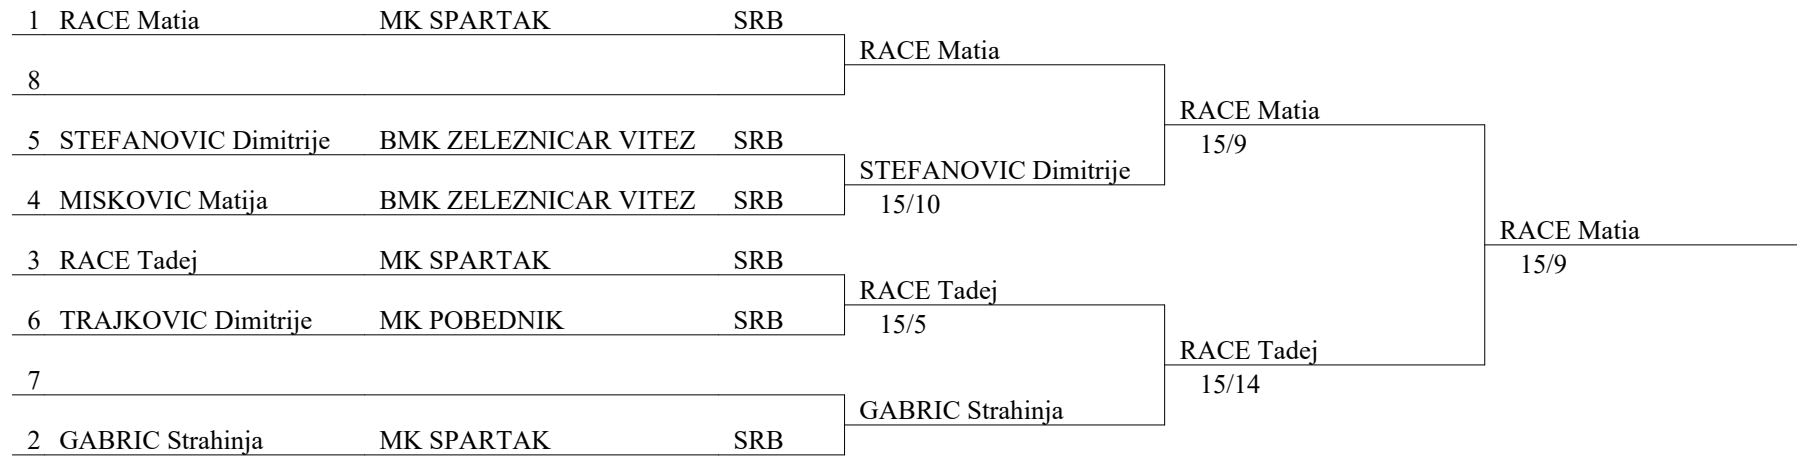 1 RACE Matia MK SPARTAK SRB
RACE Matia
8
RACE Matia
5 STEFANOVIC Dimitrije BMK ZELEZNICAR VITEZ SRB
15/9
STEFANOVIC Dimitrije
4 MISKOVIC Matija BMK ZELEZNICAR VITEZ SRB
15/10
RACE Matia
3 RACE Tadej MK SPARTAK SRB
15/9
RACE Tadej
6 TRAJKOVIC Dimitrije MK POBEDNIK SRB
15/5
RACE Tadej
7
15/14
GABRIC Strahinja
2 GABRIC Strahinja MK SPARTAK SRB